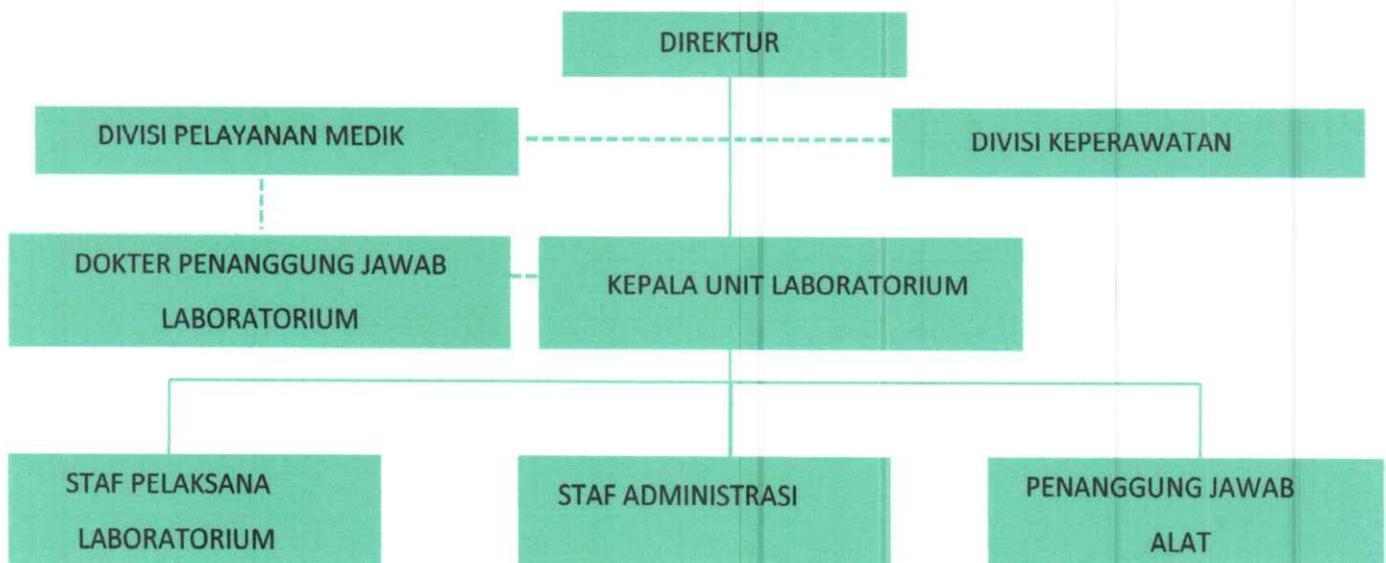 DIREKTUR
DIVISI PELAYANAN MEDIK
DIVISI KEPERAWATAN
DOKTER PENANGGUNG JAWAB
LABORATORIUM
KEPALA UNIT LABORATORIUM
STAF PELAKSANA
LABORATORIUM
STAF ADMINISTRASI
PENANGGUNG JAWAB
ALAT